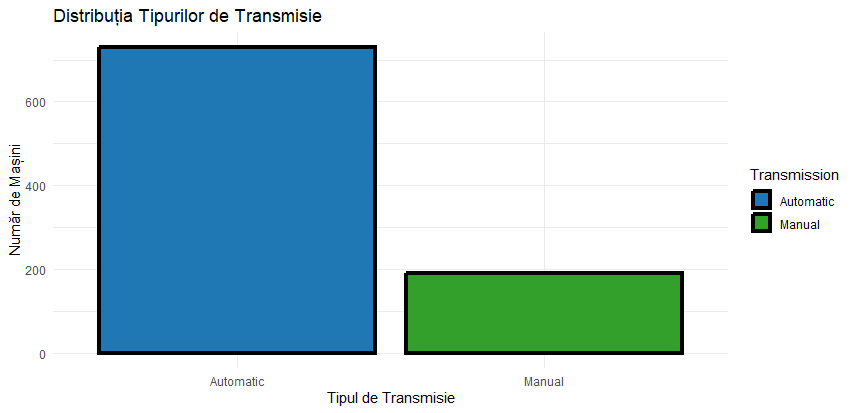 Distribuția Tipurilor de Transmisie
Număr de Mașini
600
400
200
0
Automatic
Manual
Tipul de Transmisie
Transmission
Automatic
Manual